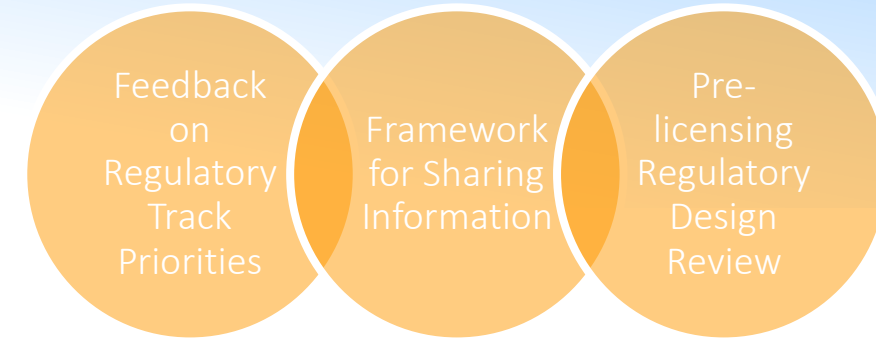 Feedback
on
Regulatory
Track
Priorities
Framework
for Sharing
Information
Pre-
licensing
Regulatory
Design
Review